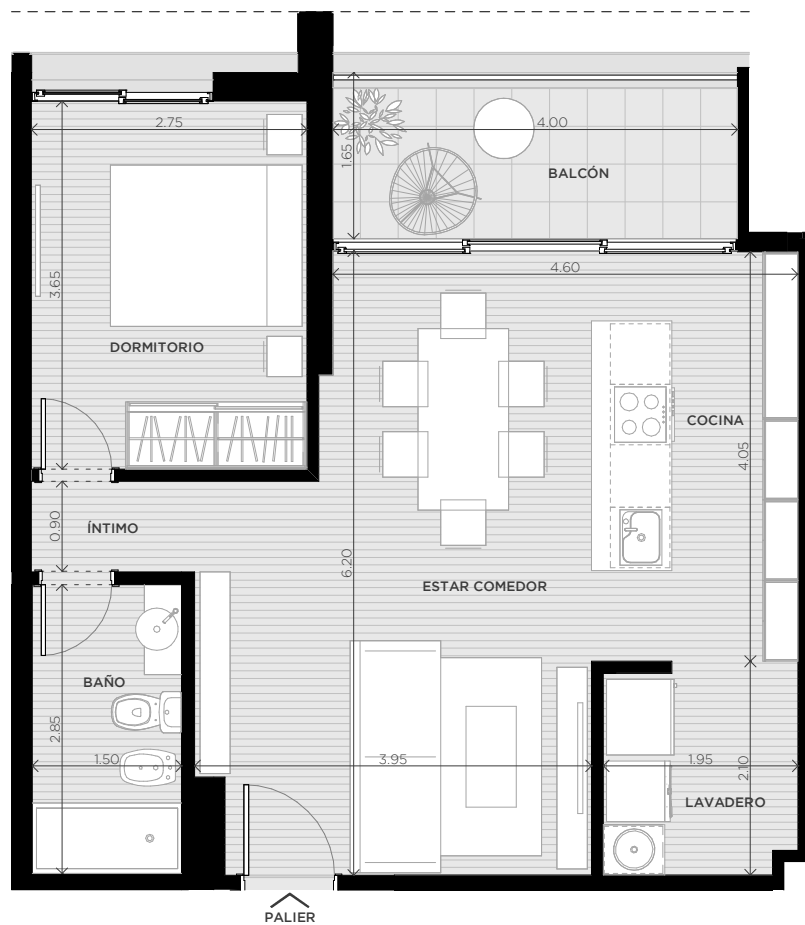 2.75
4.00
1.65
BALCÓN
4.60
3.65
DORMITORIO
COCINA
4.05
0.90
ÍNTIMO
6.20
ESTAR COMEDOR
BAÑO
2.85
1.50
3.95
1.95
2.10
LAVADERO
PALIER